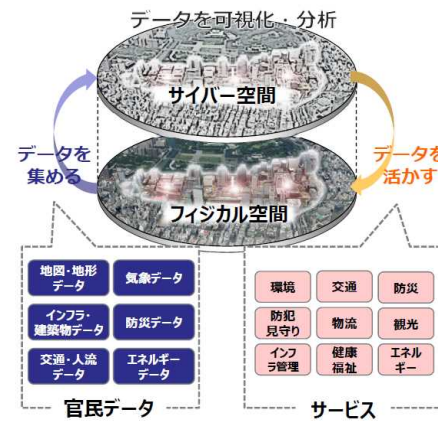 データを可視化・分析
サイバー空間
データを
集める
データを
活かす
フィジカル空間
地図・地形
データ
気象データ
インフラ・
建築物データ
防災データ
交通・人流
データ
エネルギー
データ
官民データ
環境
交通
防災
防犯
見守り
物流
観光
インフ
ラ管理
健康
福祉
エネル
ギー
サービス